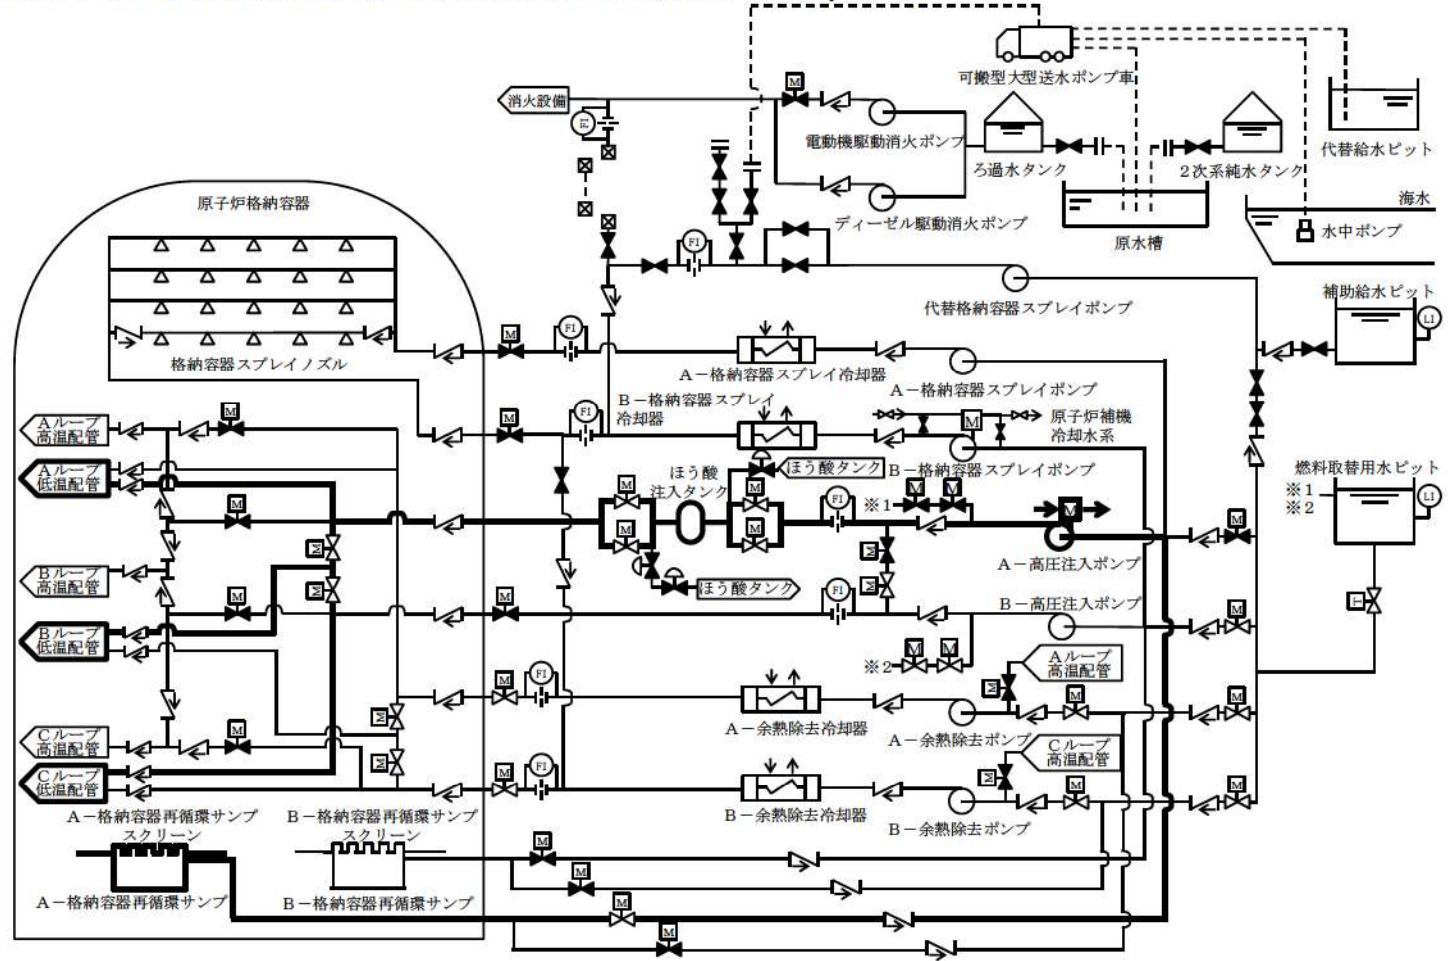 可搬型大型送水ポンプ車
消火設備
FI
M
電動機駆動消火ポンプ
ろ過水タンク
2次系純水タンク
代替給水ピット
ディーゼル駆動消火ポンプ
原水槽
海水
水中ポンプ
原子炉格納容器
FI
代替格納容器スプレイポンプ
補助給水ピット
LI
格納容器スプレイノズル
M
FI
A－格納容器スプレイ冷却器
A－格納容器スプレイポンプ
B－格納容器スプレイ
冷却器
M
FI
M
原子炉補機
冷却水系
B－格納容器スプレイポンプ
Aループ
高温配管
M
Aループ
低温配管
ほう酸
注入タンク
ほう酸タンク
燃料取替用水ピット
※1
※2
LI
M
M
M
M
M
FI
※1
M
M
M
M
A－高圧注入ポンプ
M
M
M
M
Bループ
高温配管
ほう酸タンク
M
M
FI
B－高圧注入ポンプ
M
T
Bループ
低温配管
※2
M
M
Aループ
高温配管
M
FI
M
M
M
A－余熱除去冷却器
A－余熱除去ポンプ
M
Cループ
高温配管
M
Cループ
高温配管
Cループ
低温配管
M
M
FI
M
M
M
B－余熱除去冷却器
B－余熱除去ポンプ
A－格納容器再循環サンプ
スクリーン
B－格納容器再循環サンプ
スクリーン
M
M
A－格納容器再循環サンプ
B－格納容器再循環サンプ
M
M